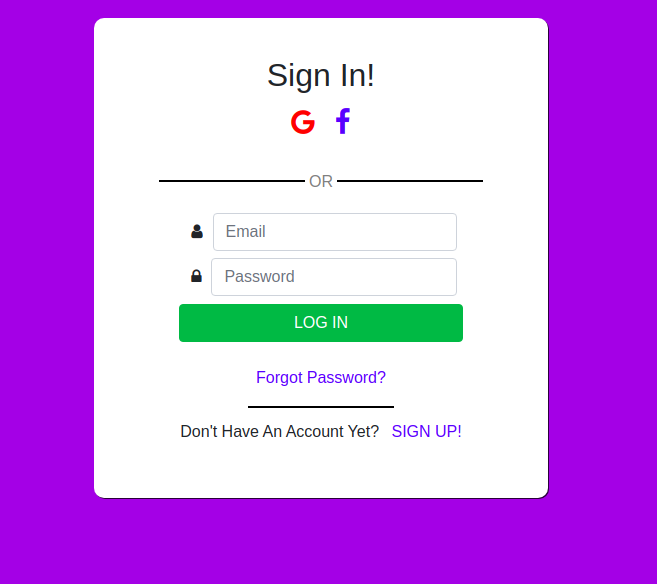 Sign In!
OR
Email
Password
LOG IN
Forgot Password?
Don't Have An Account Yet? SIGN UP!